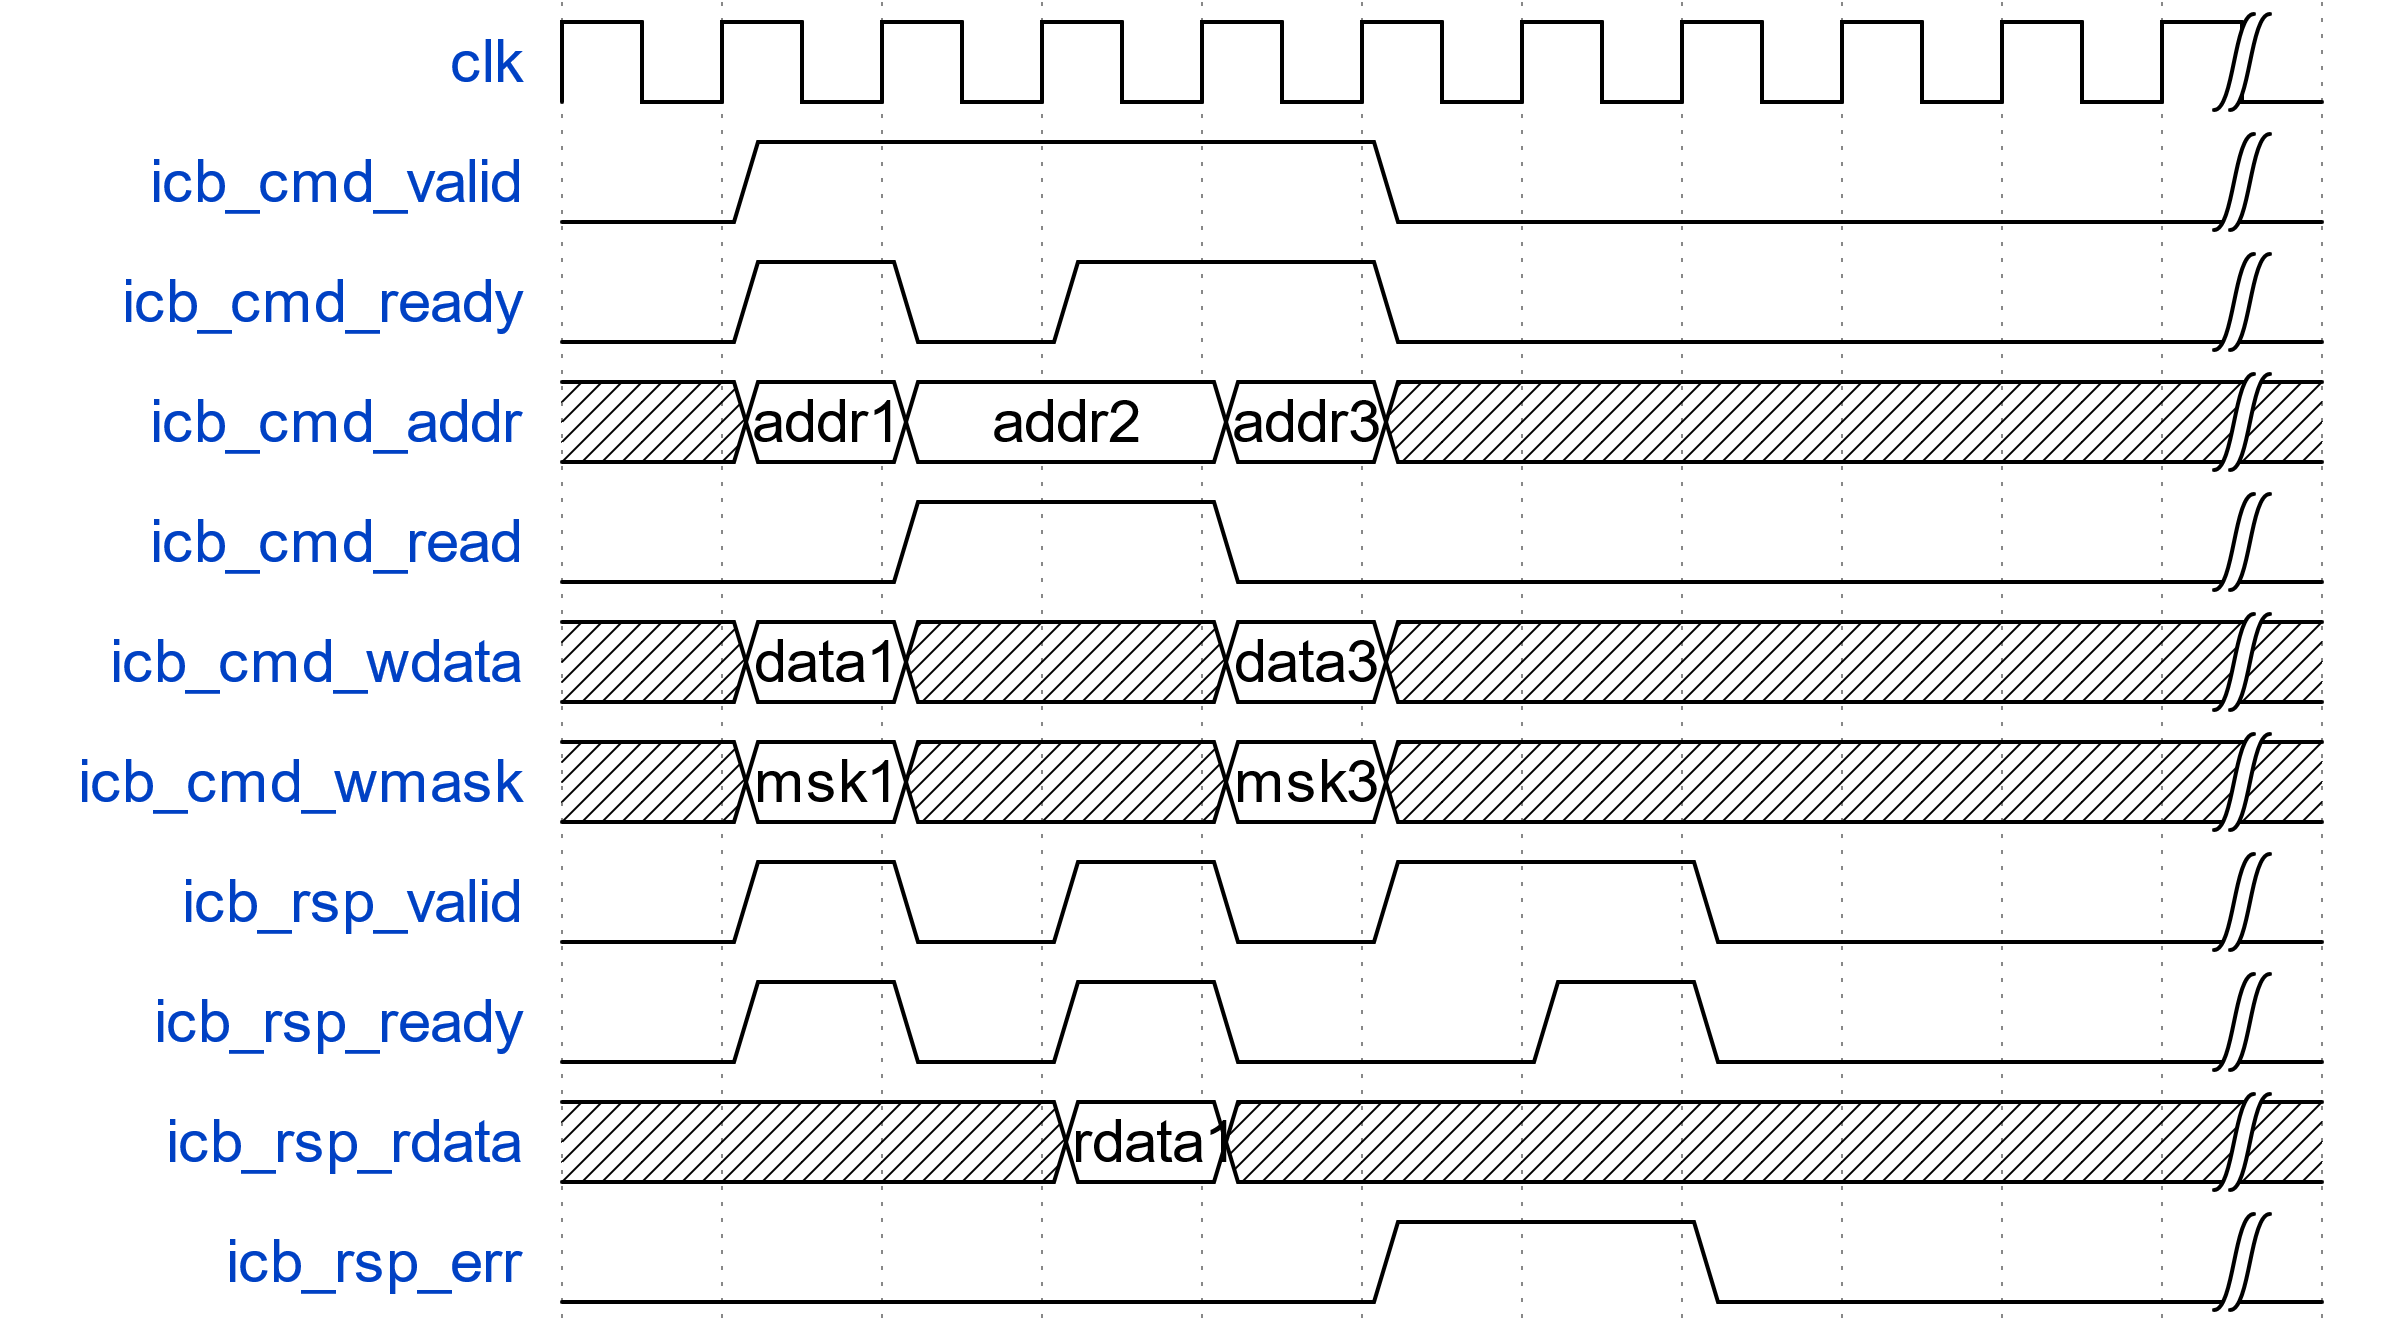 clk
icb_cmd_valid
icb_cmd_ready
icb_cmd_addr addr1 addr2 addr3
icb_cmd_read
icb_cmd_wdata data1 data3
icb_cmd_wmask msk1 msk3
icb_rsp_valid
icb_rsp_ready
icb_rsp_rdata rdata1
icb_rsp_err